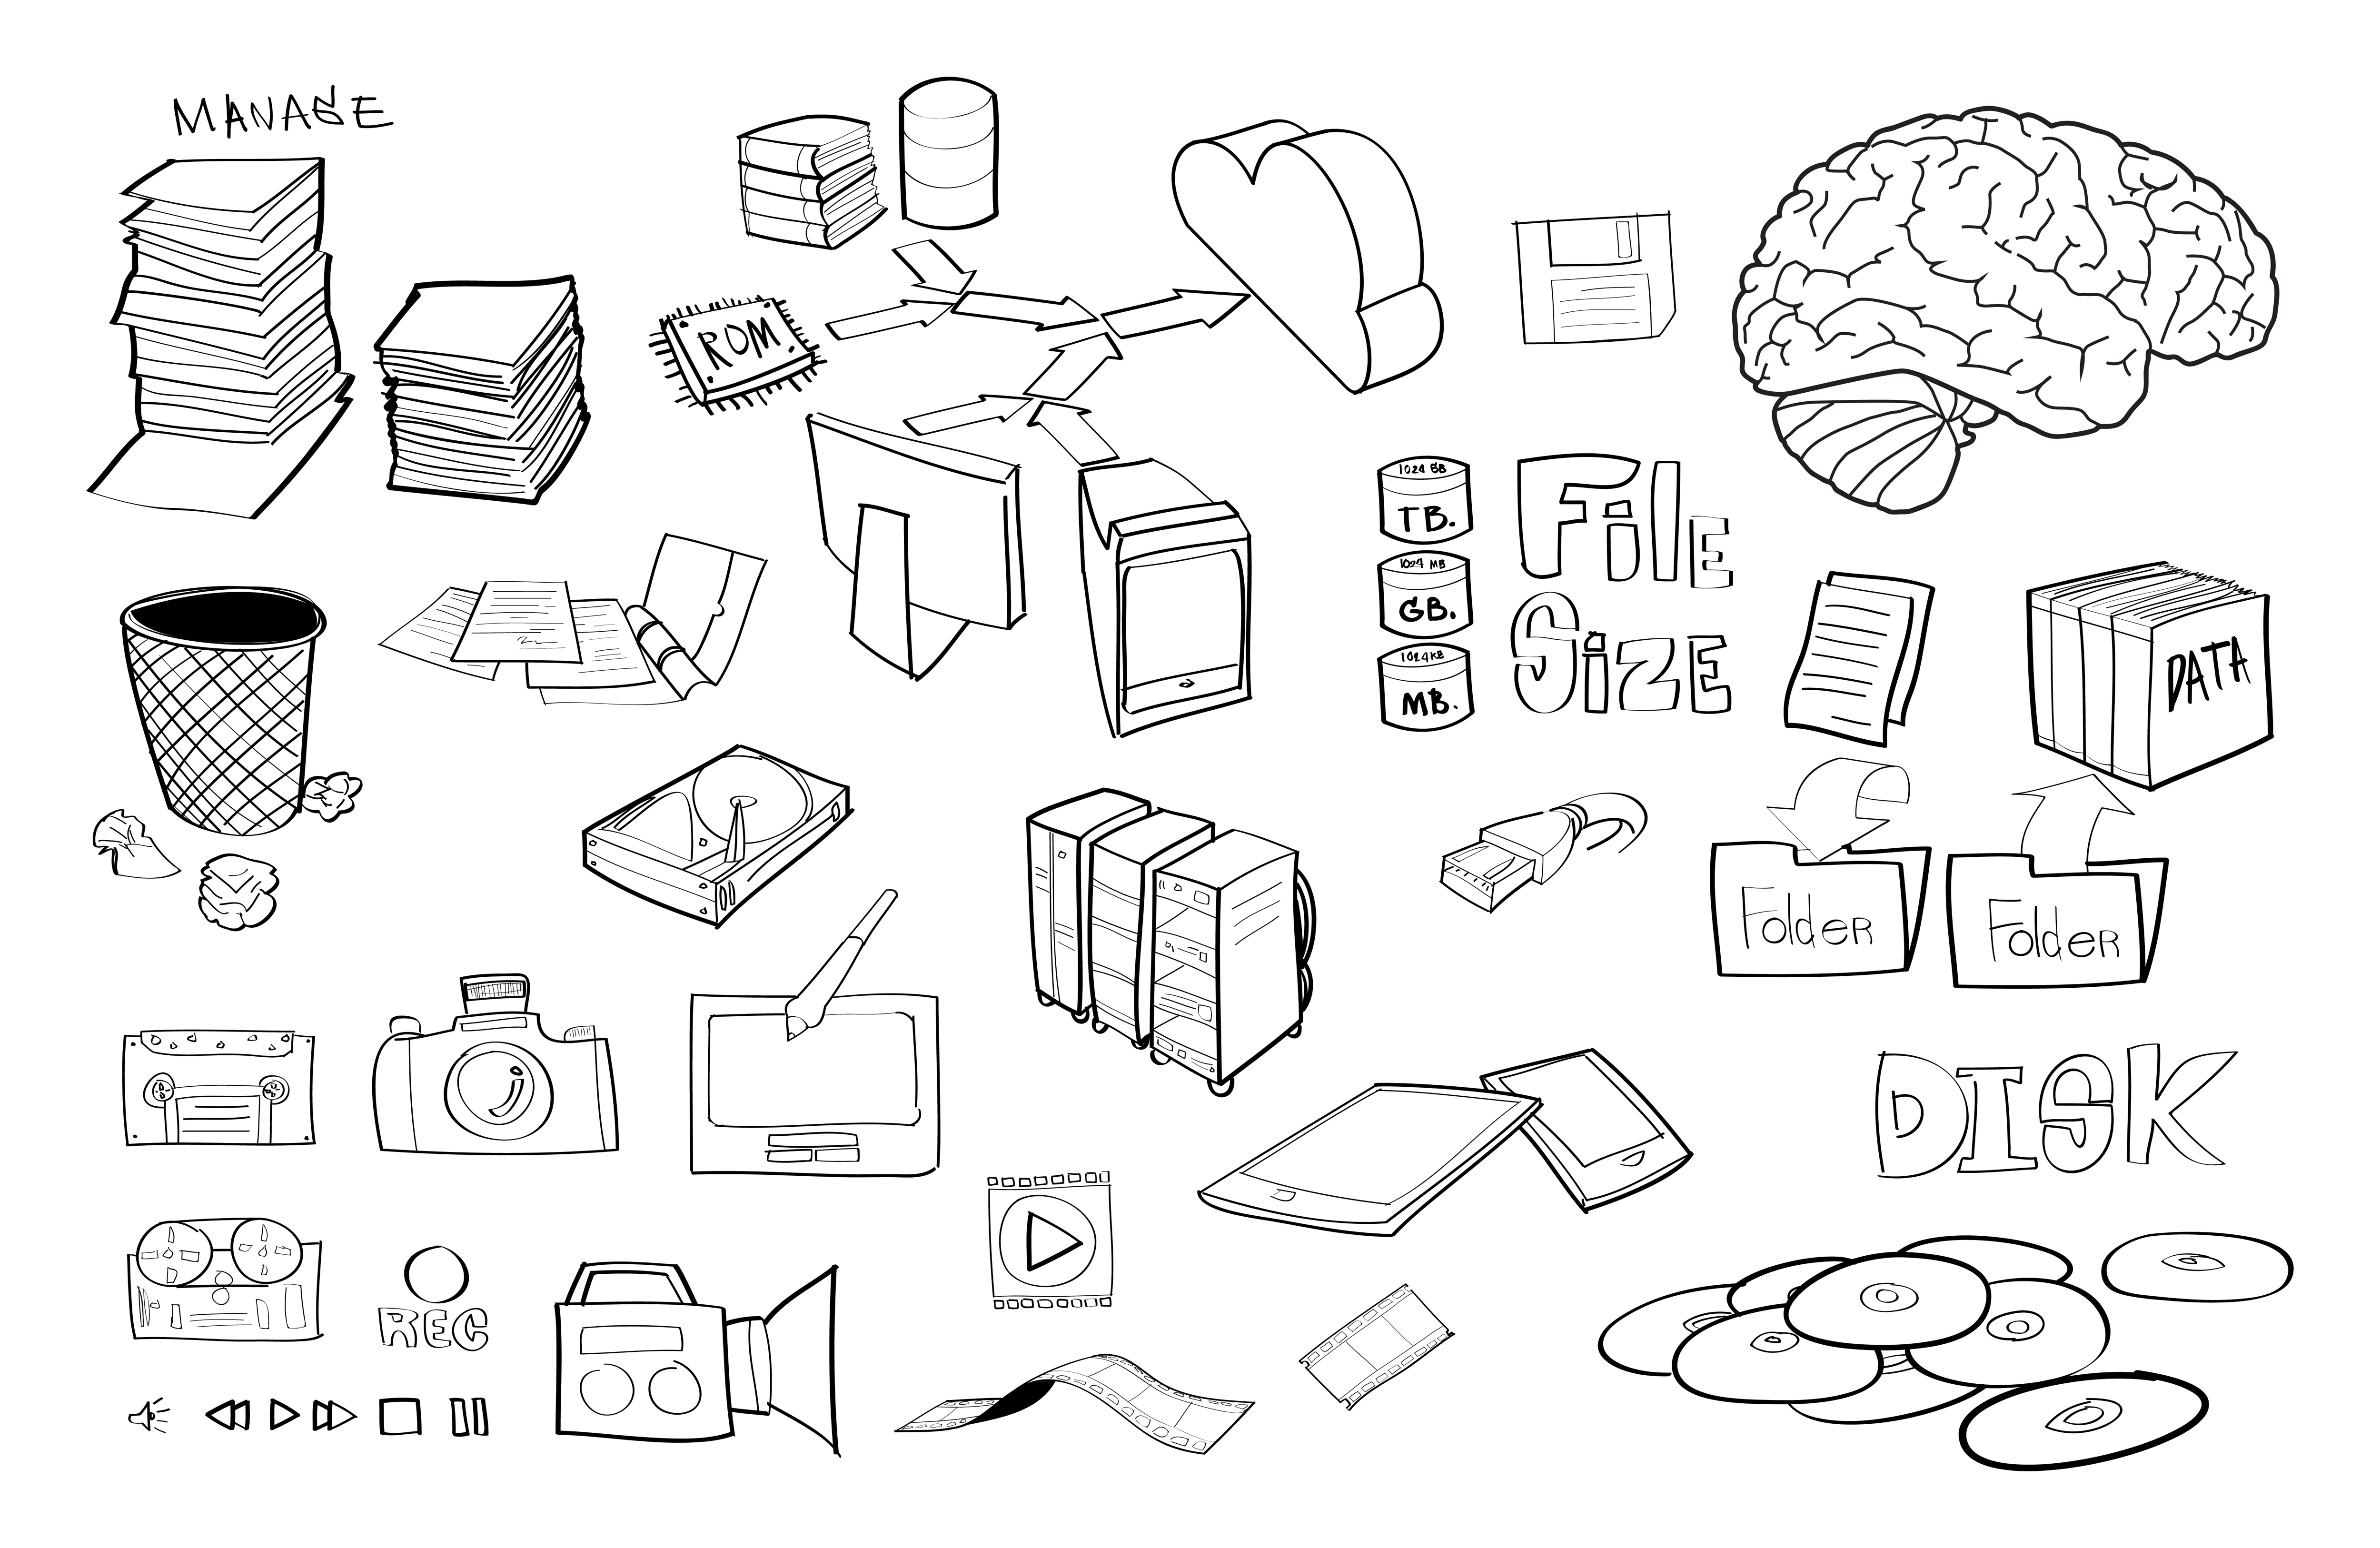 MANAGE
ROM
1024 GB
TB.
1024 MB
GB.
1024 KB
MB.
FilE
SizE
DATA
FoldeR
FoldeR
DISK
REC